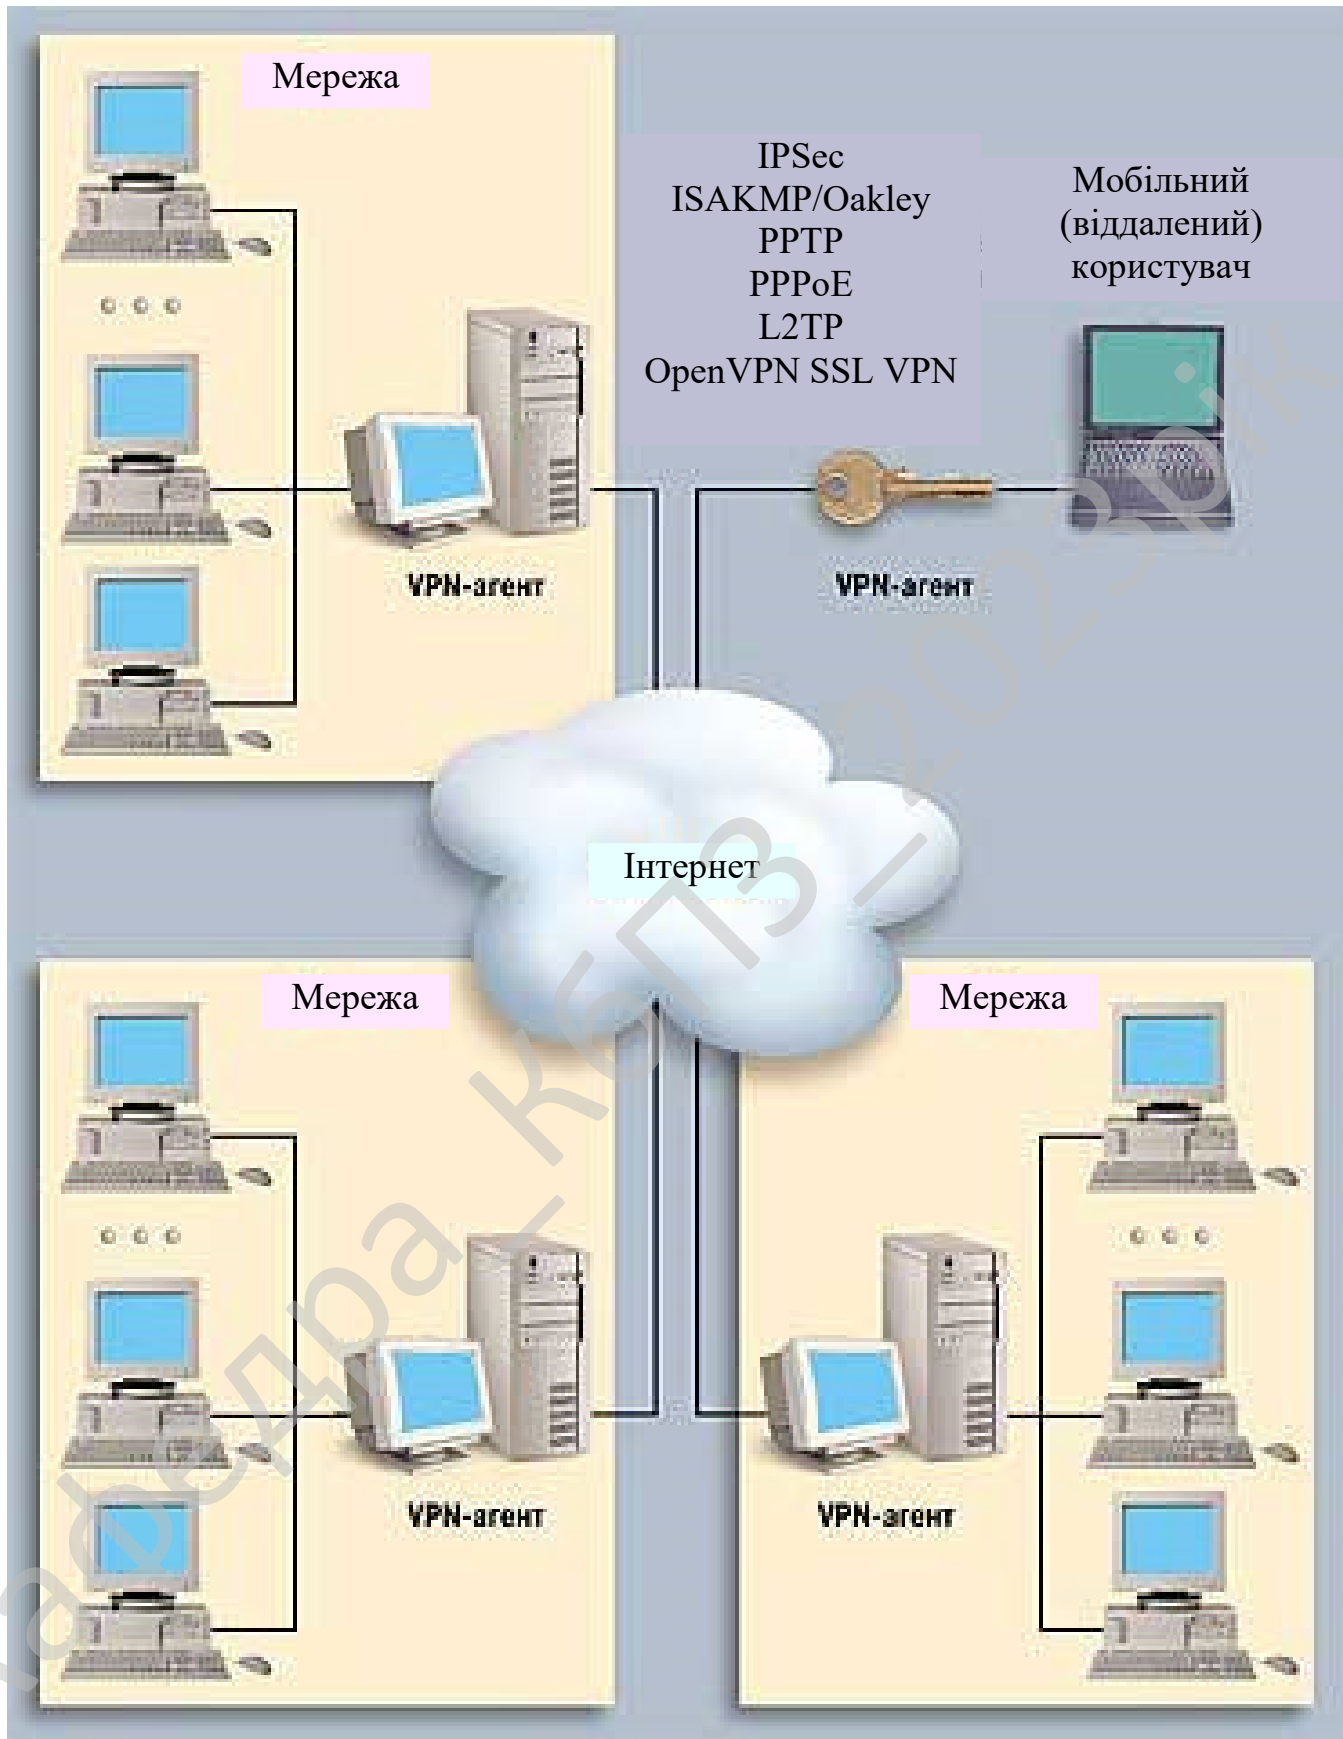 Мережа
IPSec
ISAKMP/Oakley
PPTP
PPPoE
L2TP
OpenVPN SSL VPN
Мобільний
(віддалений)
користувач
VPN-агент
VPN-агент
Інтернет
Мережа
Мережа
VPN-агент
VPN-агент